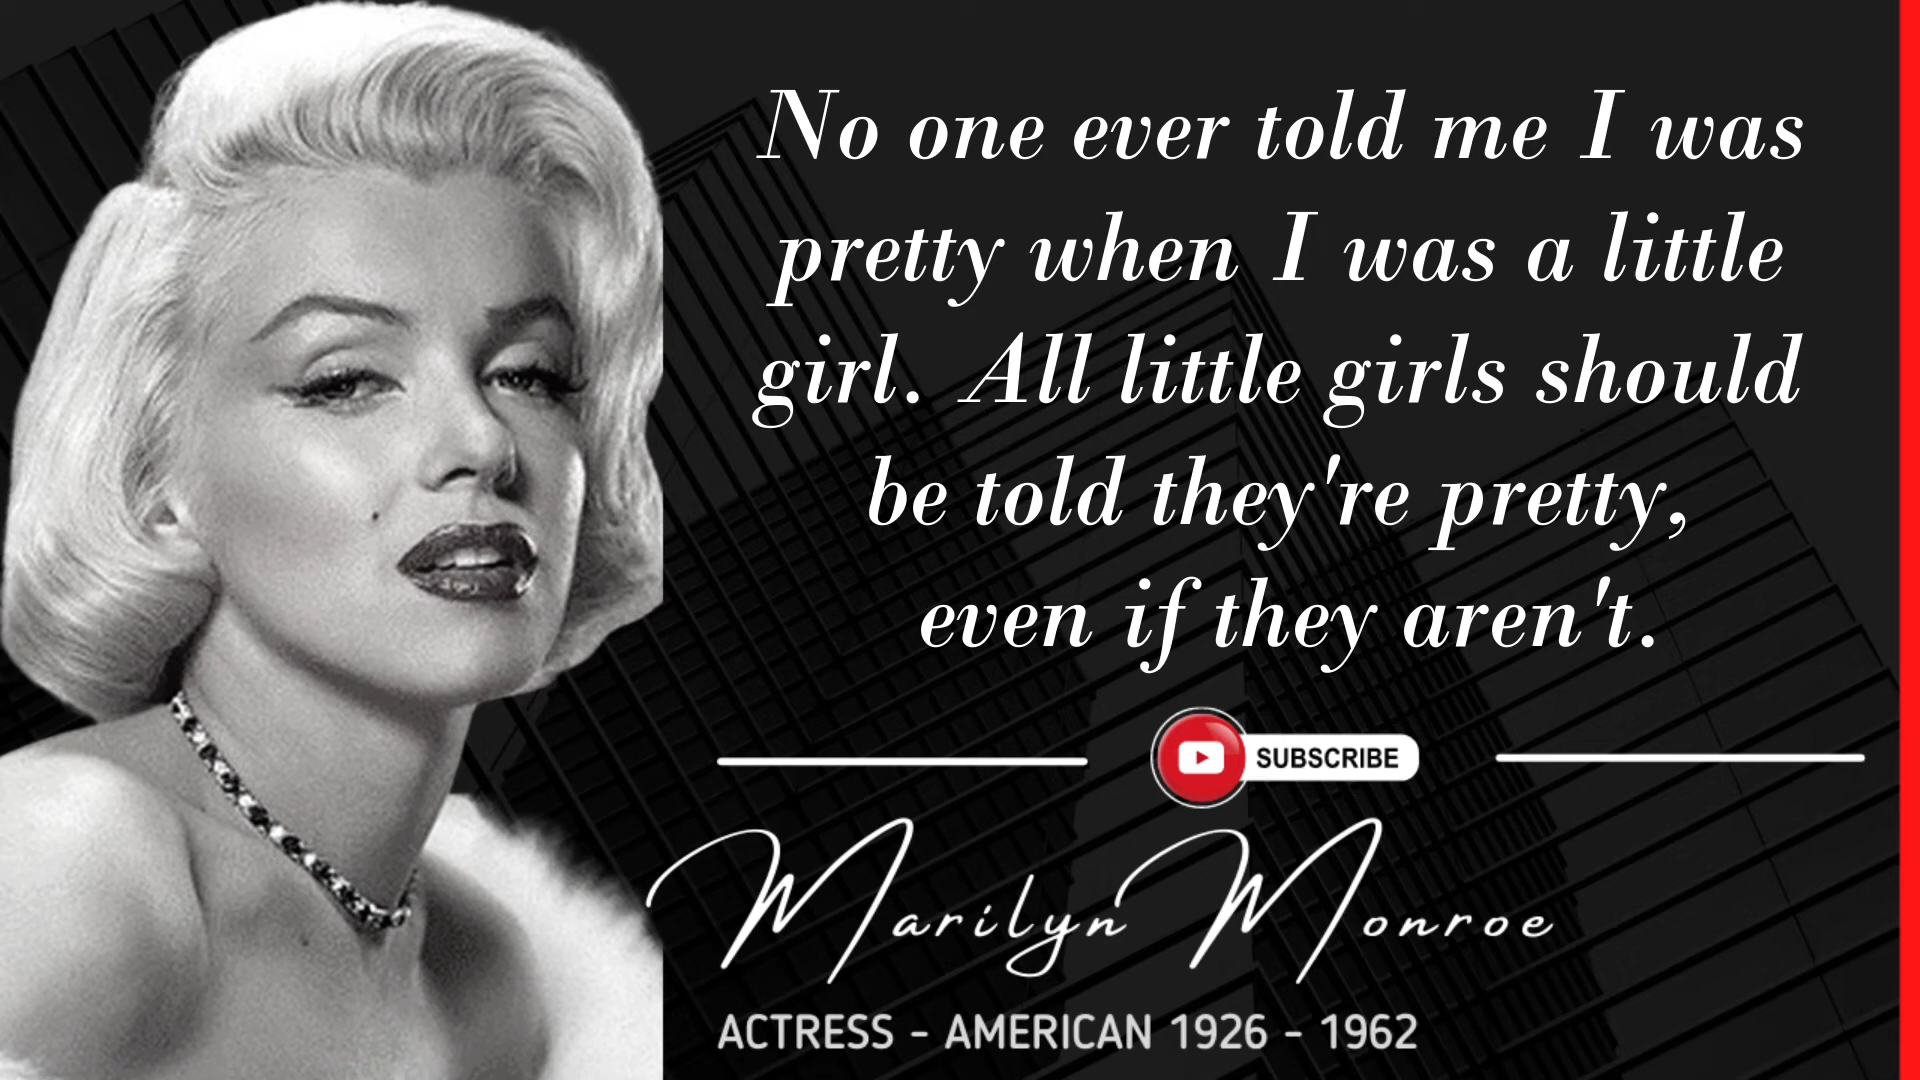 No one ever told me I was
pretty when I was a little
girl. All little girls should
be told they're pretty,
even if they aren't.
SUBSCRIBE
Marilyn Monroe
ACTRESS - AMERICAN 1926 - 1962